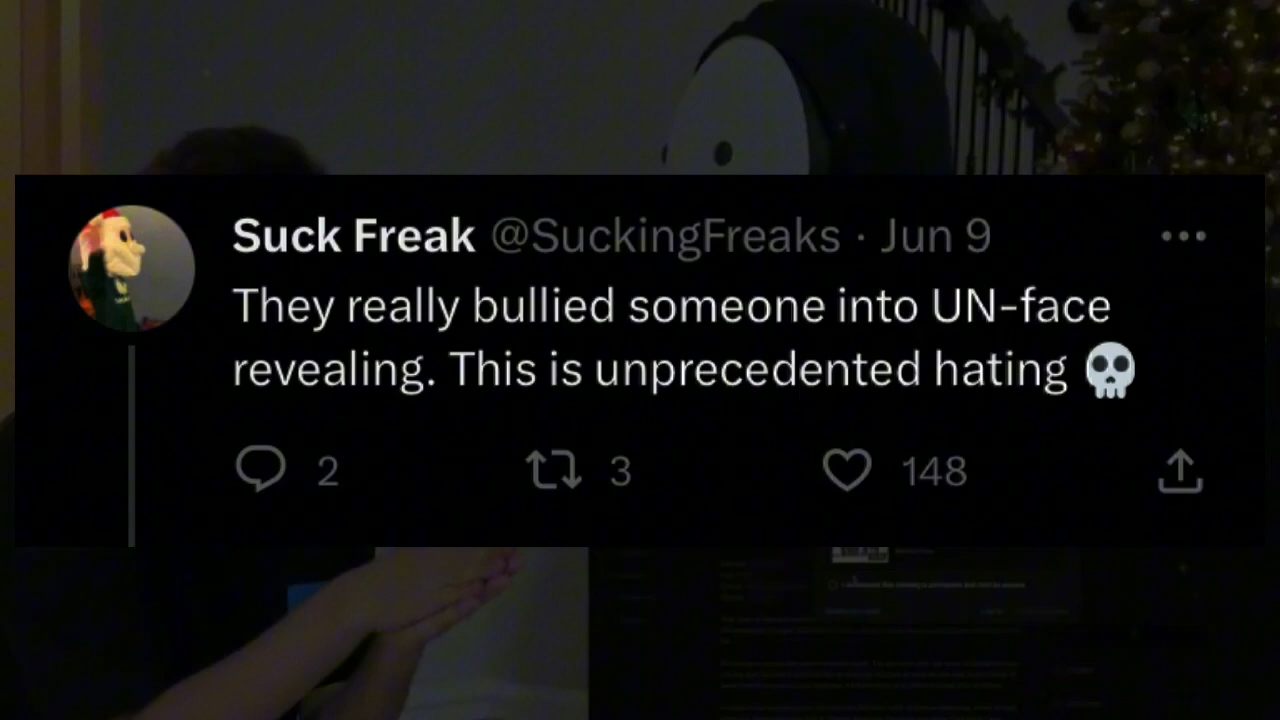 Suck Freak @SuckingFreaks · Jun 9
They really bullied someone into UN-face
revealing. This is unprecedented hating 💀
2 3 148